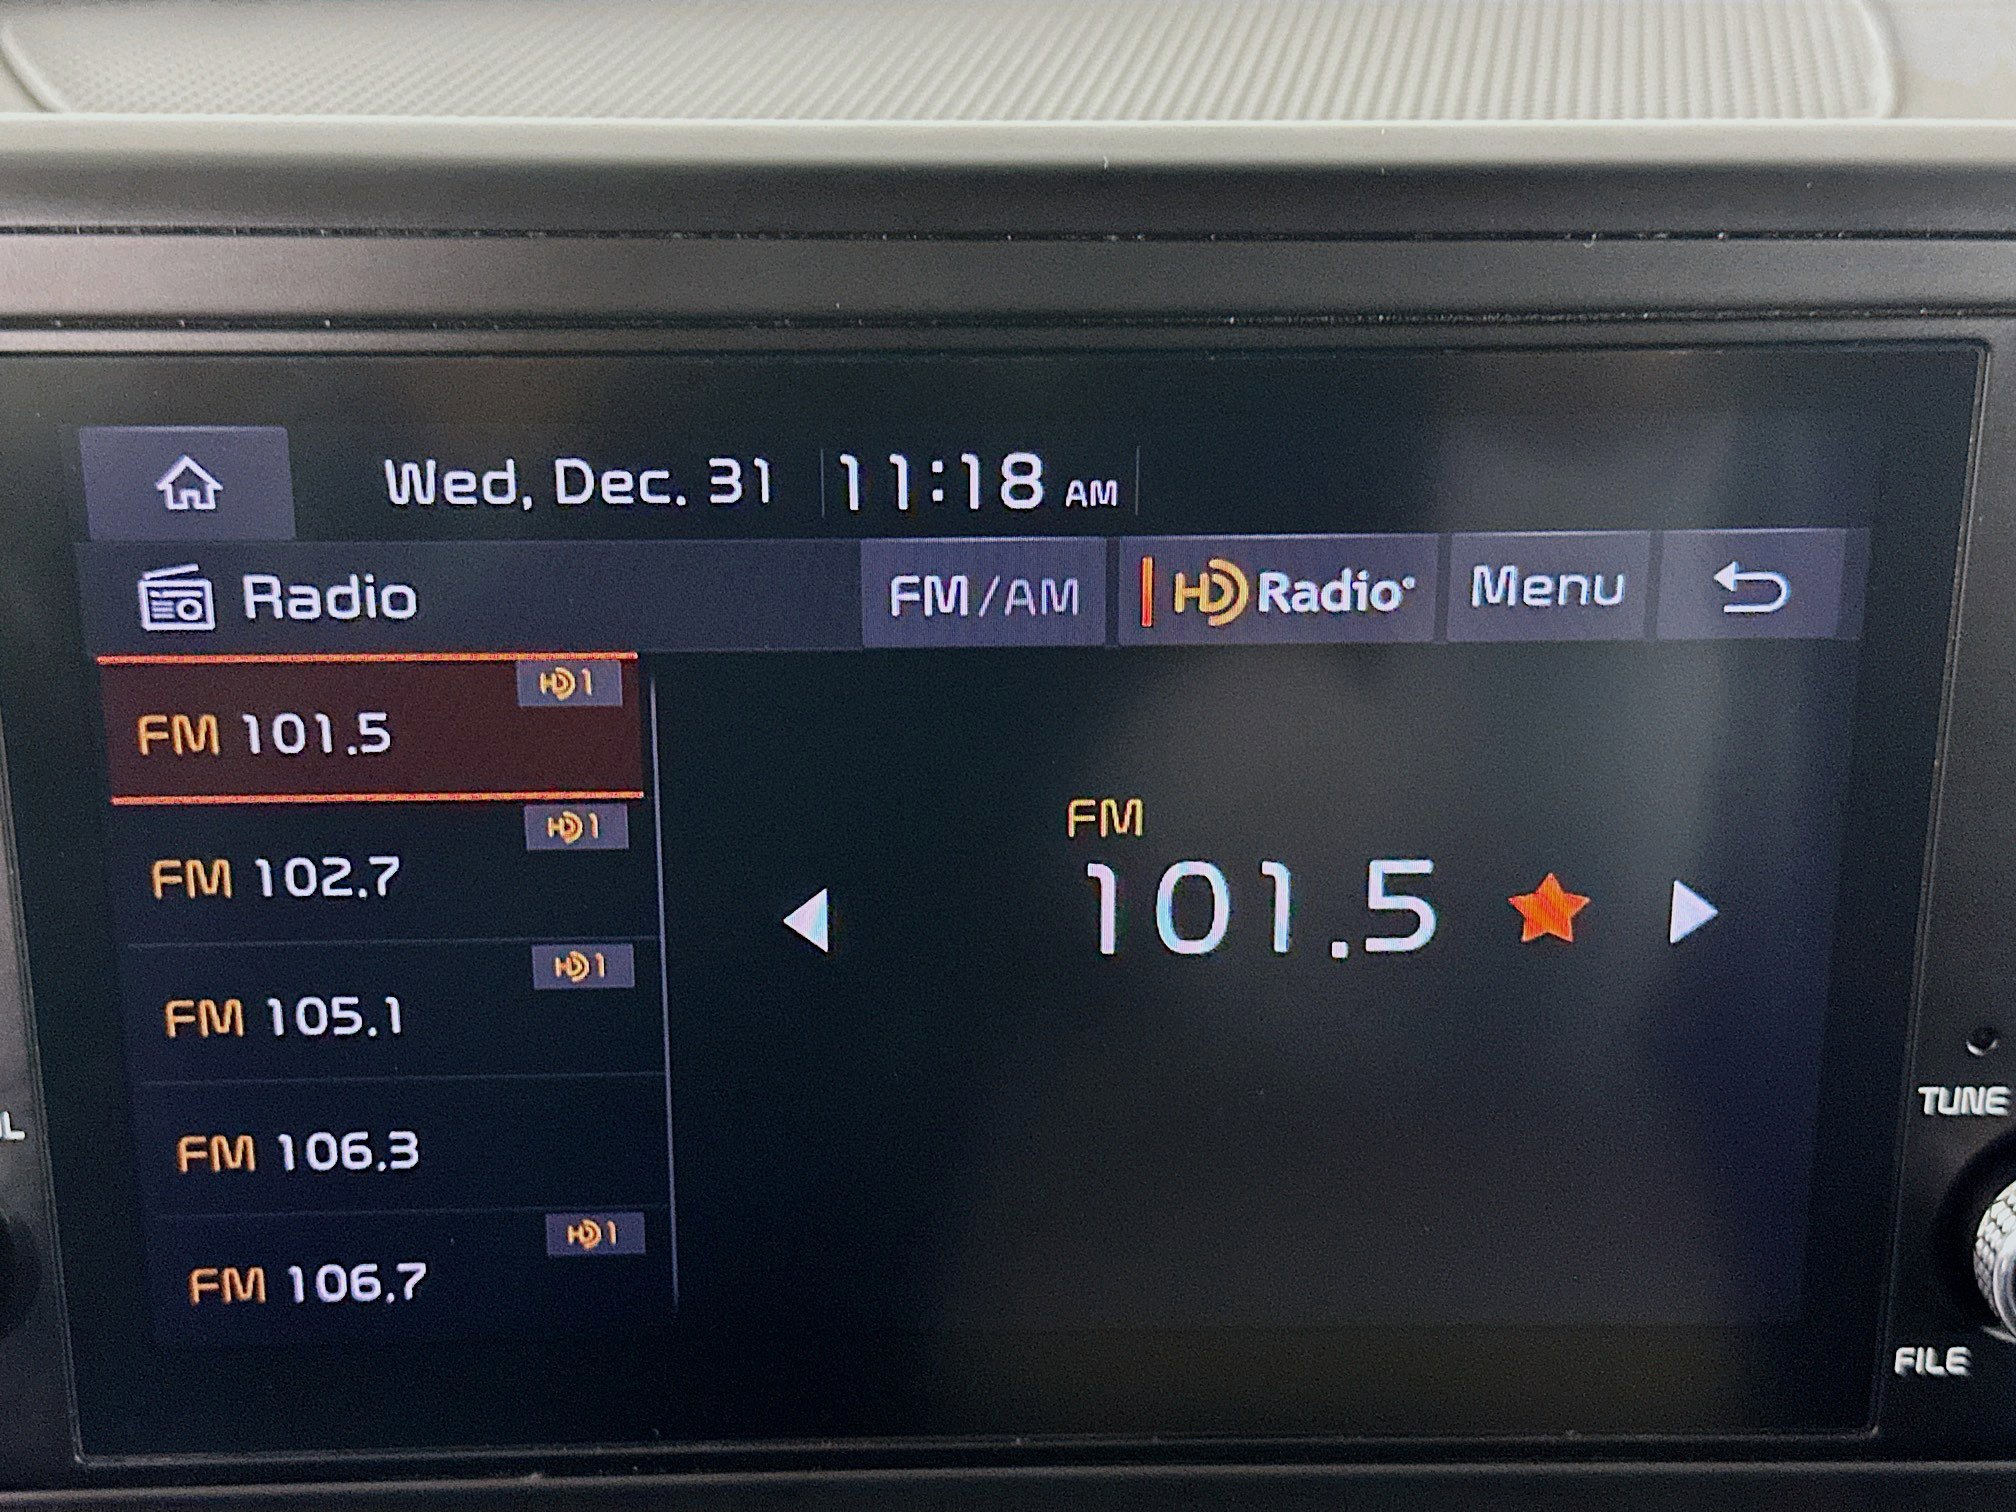 Wed, Dec. 31 11:18 AM
Radio FM/AM HD Radio Menu
HD1
FM 101.5
HD1
FM 102.7
HD1
FM 105.1
FM 106.3
HD1
FM 106.7
FM
101.5
TUNE
FILE